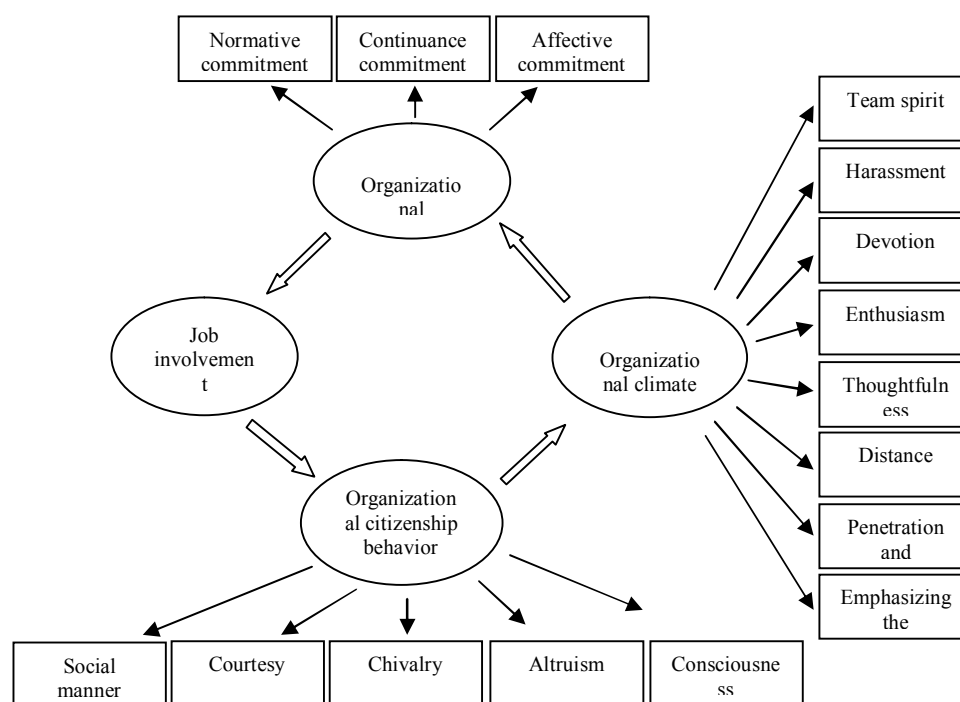 Normative
commitment
Continuance
commitment
Affective
commitment
Team spirit
Harassment
Devotion
Enthusiasm
Thoughtfuln
ess
Distance
Penetration
and
Emphasizing
the
Organizatio
nal
Job
involvemen
t
Organizatio
nal climate
Organization
al citizenship
behavior
Social
manner
Courtesy
Chivalry
Altruism
Consciousne
ss